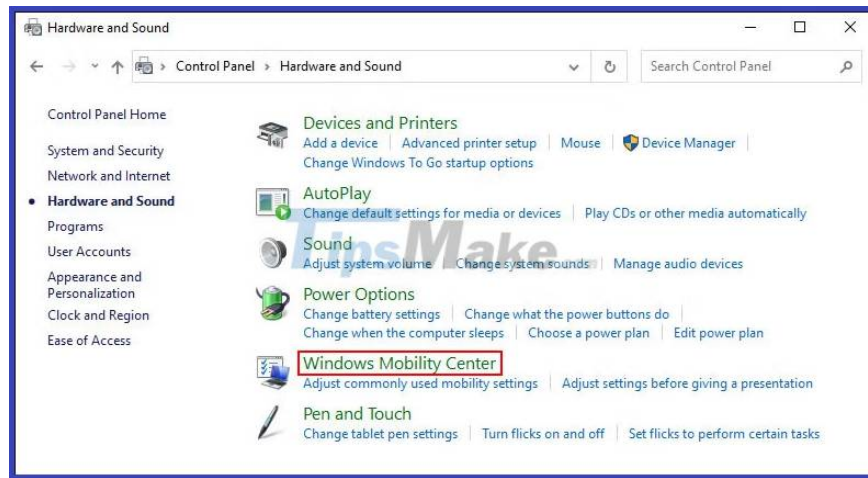 Hardware and Sound
Control Panel > Hardware and Sound
Search Control Panel
Control Panel Home
System and Security
Network and Internet
Hardware and Sound
Programs
User Accounts
Appearance and
Personalization
Clock and Region
Ease of Access
Devices and Printers
Add a device | Advanced printer setup | Mouse | Device Manager |
Change Windows To Go startup options
AutoPlay
Change default settings for media or devices | Play CDs or other media automatically
Sound
Adjust system volume | Change system sounds | Manage audio devices
Power Options
Change battery settings | Change what the power buttons do |
Change when the computer sleeps | Choose a power plan | Edit power plan
Windows Mobility Center
Adjust commonly used mobility settings | Adjust settings before giving a presentation
Pen and Touch
Change tablet pen settings | Turn flicks on and off | Set flicks to perform certain tasks
TipsMake